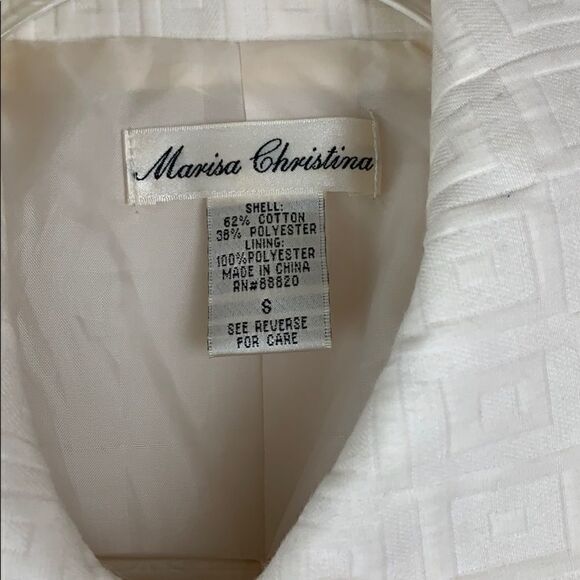 Marisa Christina
SHELL:
62% COTTON
38% POLYESTER
LINING:
100%POLYESTER
MADE IN CHINA
RN#88820
S
SEE REVERSE
FOR CARE